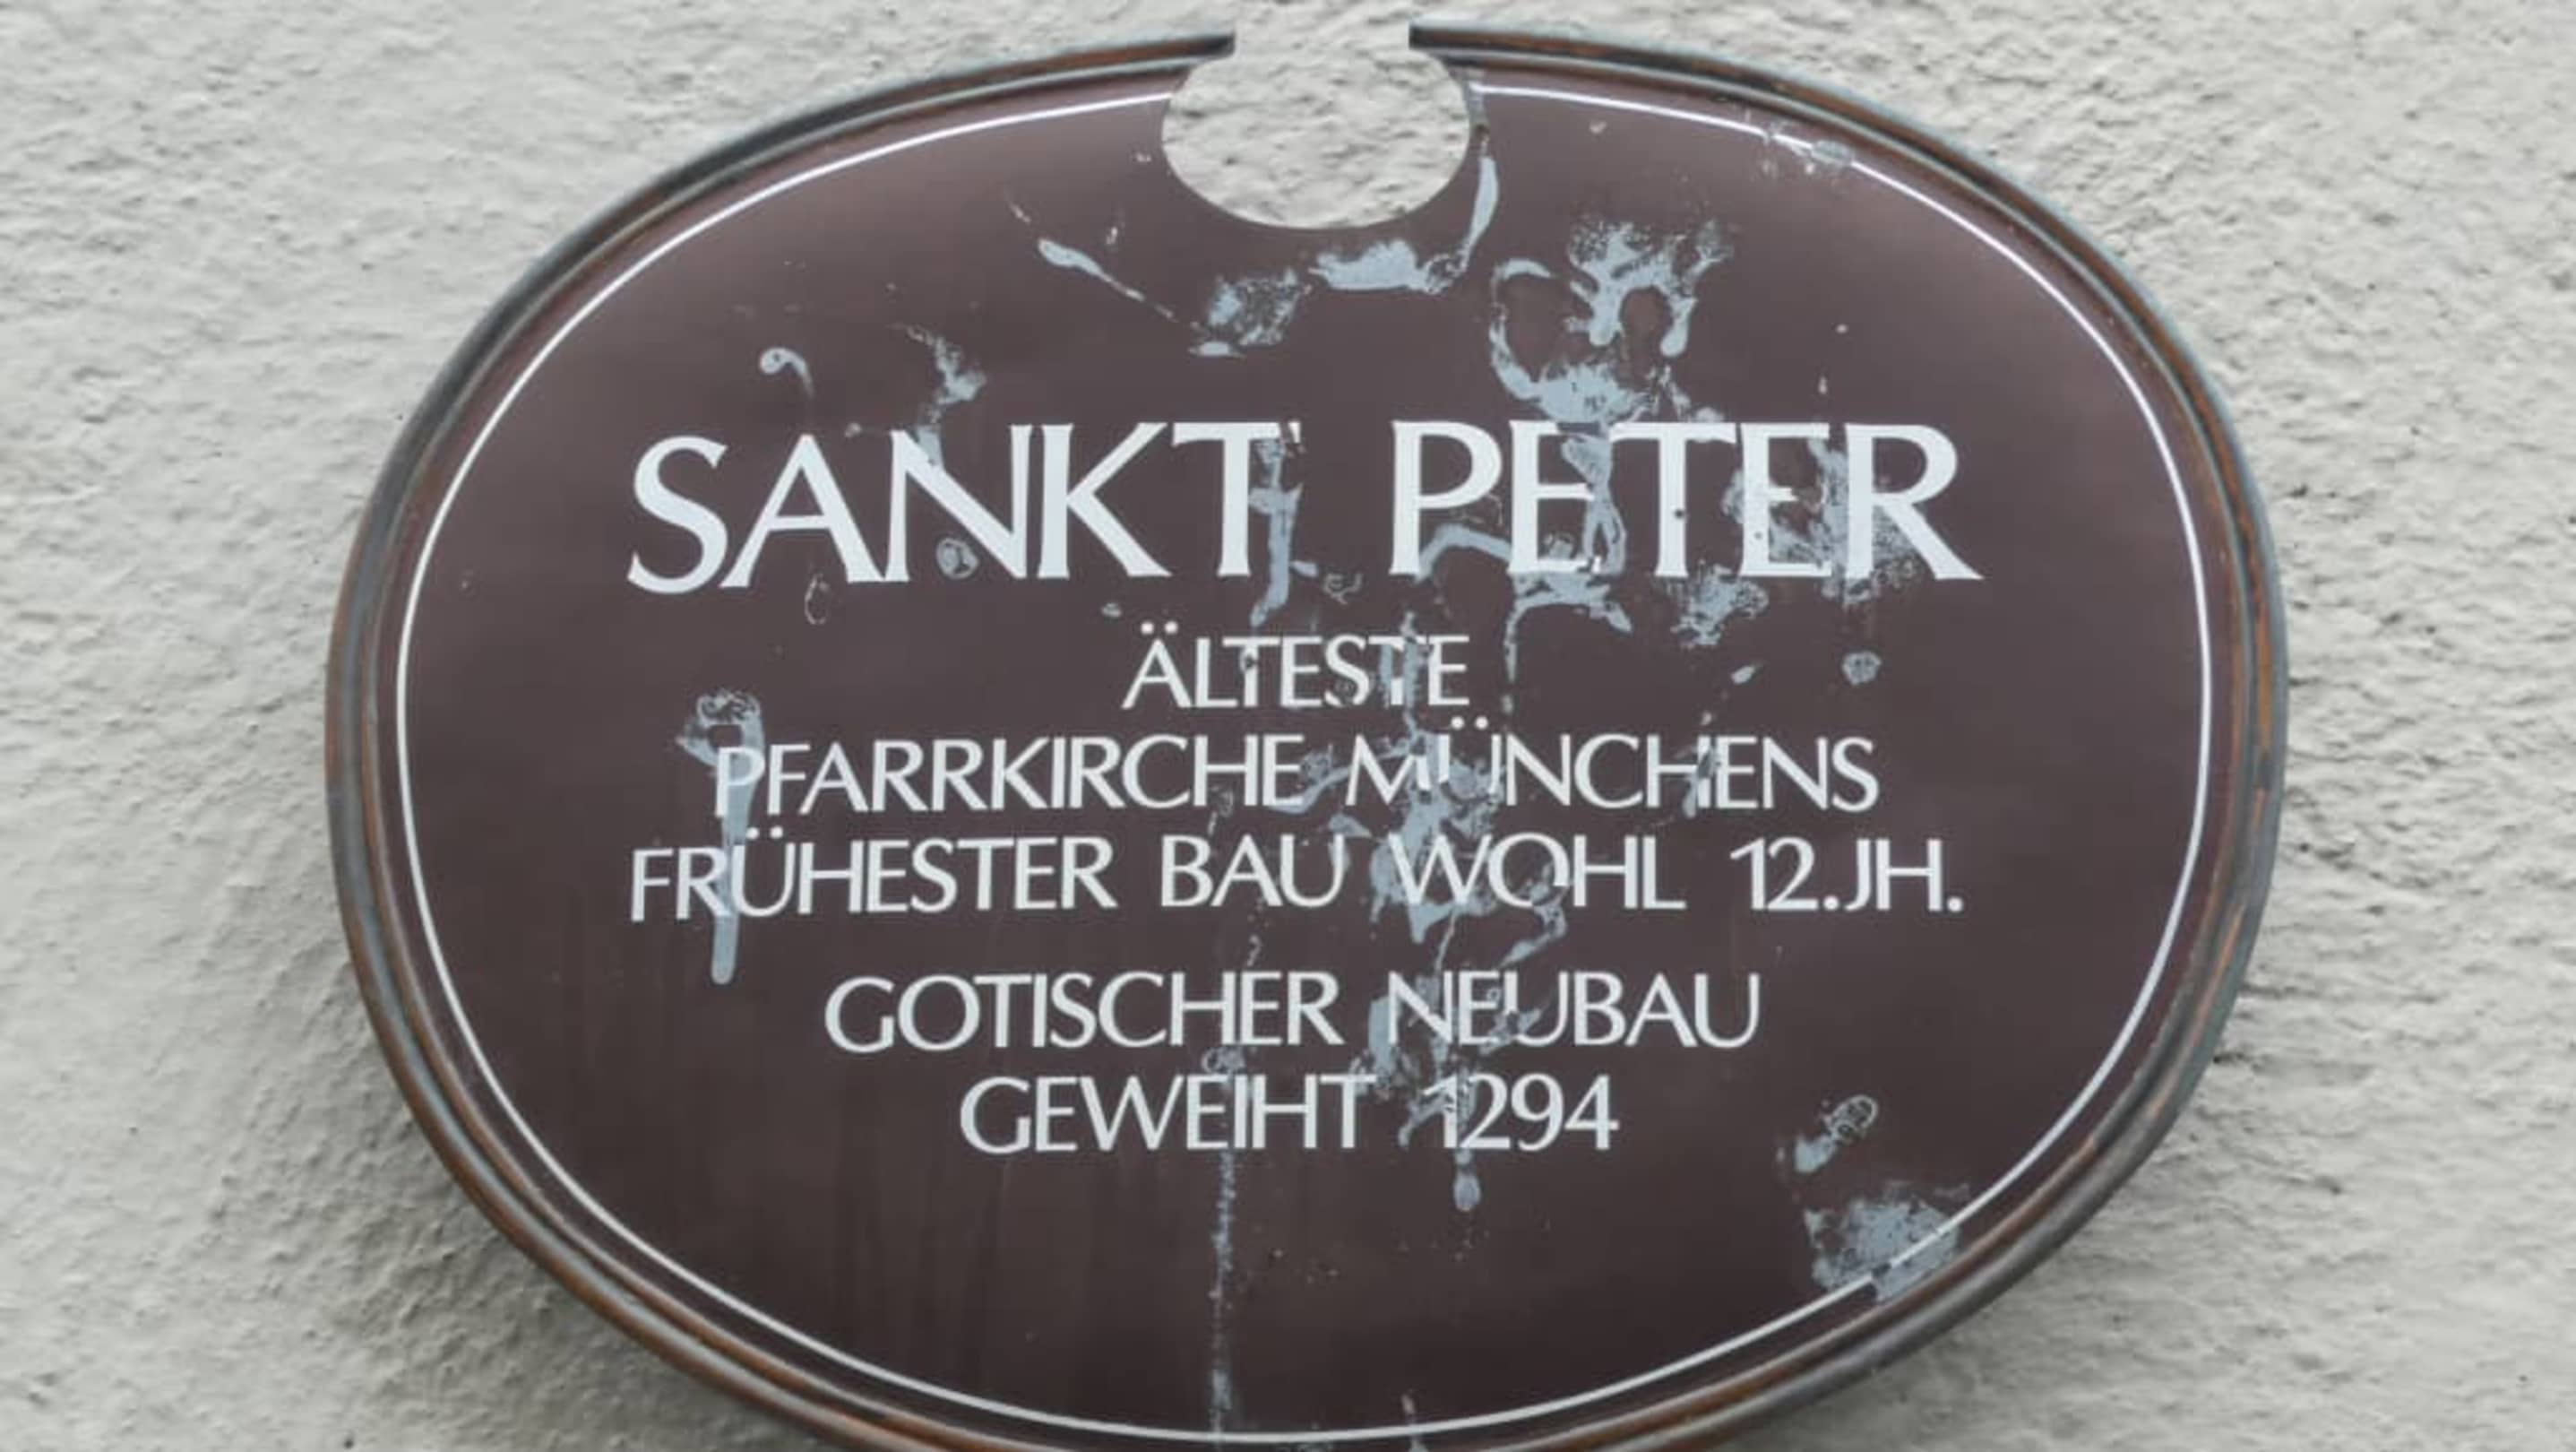 SANKT PETER
ÄLTESTE
PFARRKIRCHE MÜNCHENS
FRÜHESTER BAU WOHL 12.JH.
GOTISCHER NEUBAU
GEWEIHT 1294